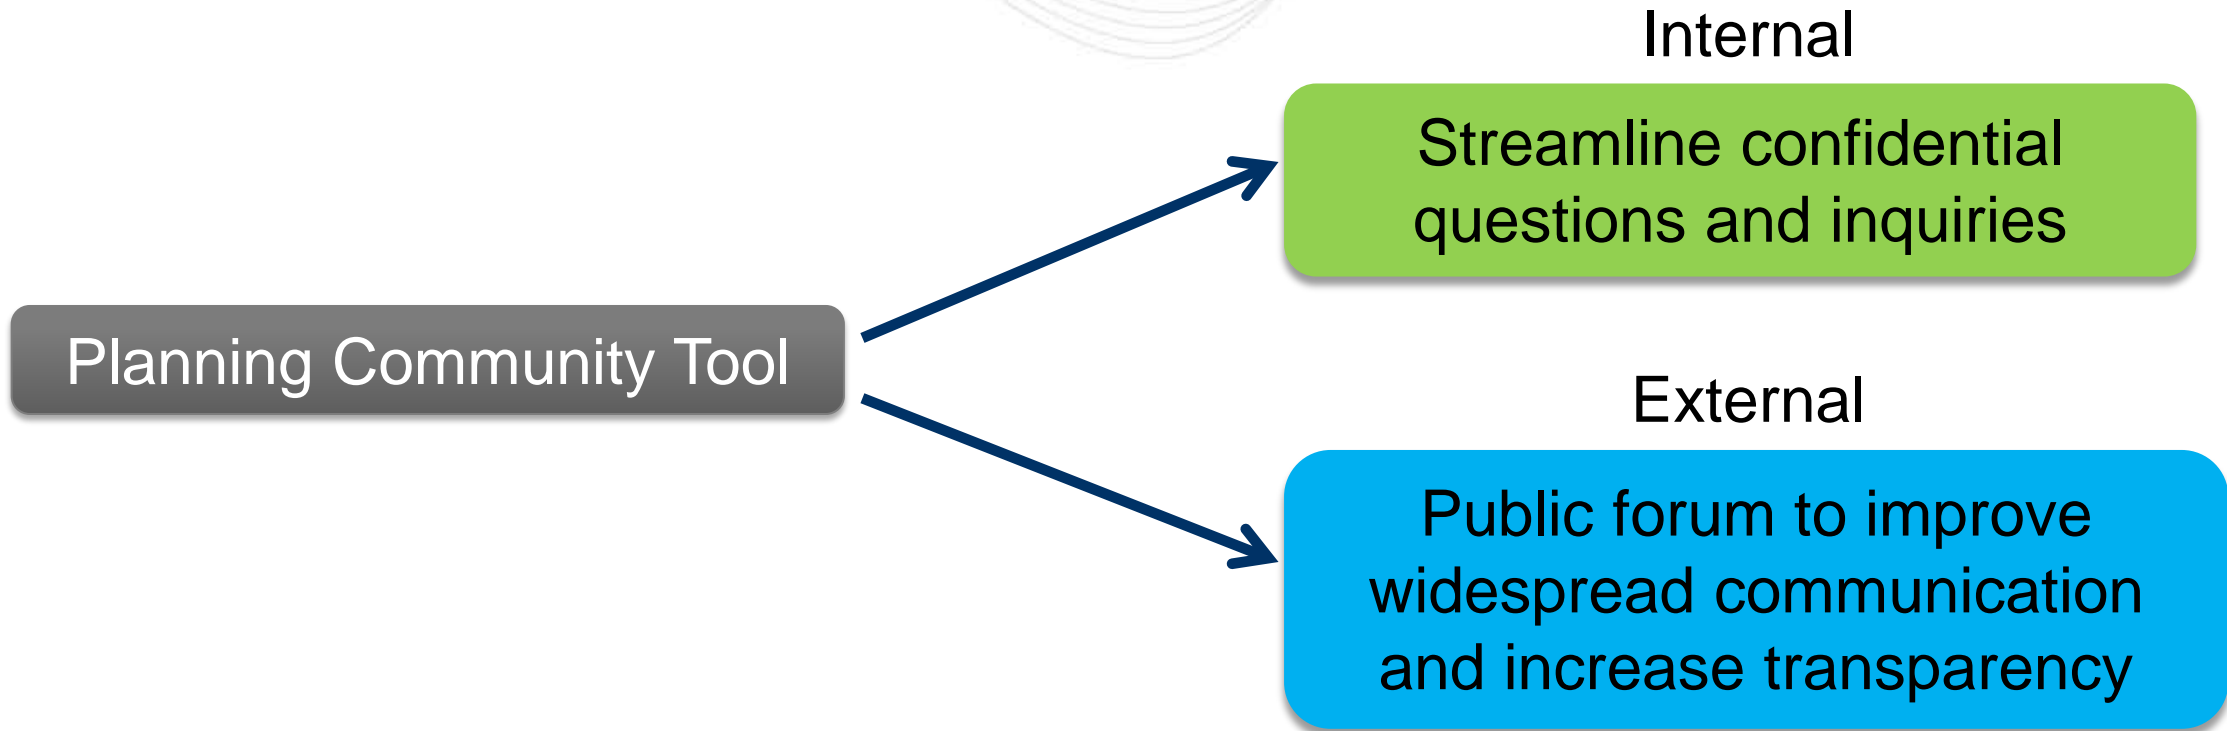 Internal
Streamline confidential
questions and inquiries
Planning Community Tool
External
Public forum to improve
widespread communication
and increase transparency